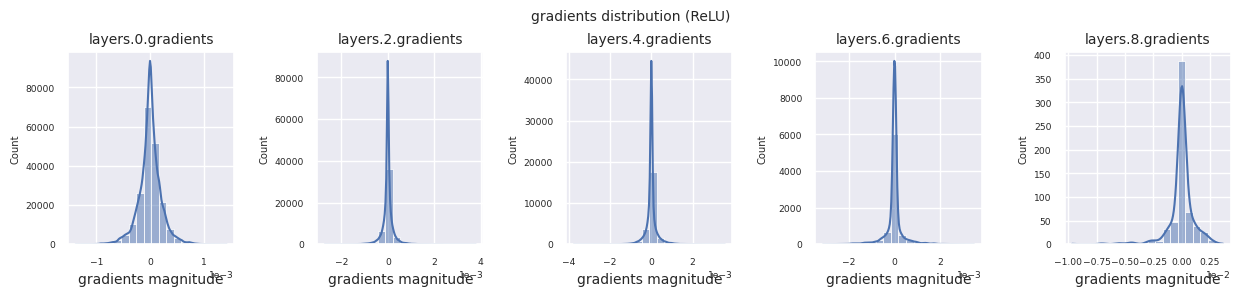 gradients distribution (ReLU)
layers.0.gradients
80000
60000
40000
20000
0
Count
−1 0 1
1e−3
gradients magnitude
layers.2.gradients
80000
60000
40000
20000
0
Count
−2 0 2 4
1e−3
gradients magnitude
layers.4.gradients
40000
30000
20000
10000
0
Count
−4 −2 0 2
1e−3
gradients magnitude
layers.6.gradients
10000
8000
6000
4000
2000
0
Count
−2 0 2
1e−3
gradients magnitude
layers.8.gradients
400
350
300
250
200
150
100
50
0
Count
−1.00 −0.75 −0.50 −0.25 0.00 0.25
1e−2
gradients magnitude